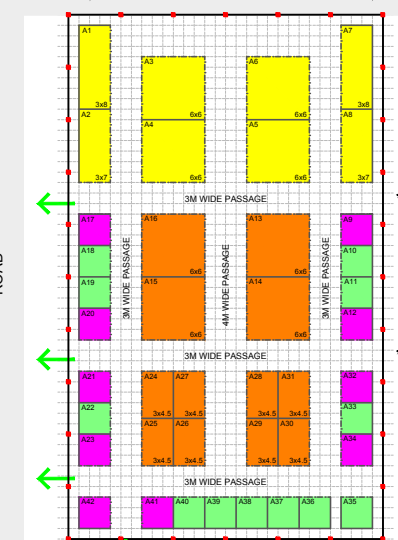 A1
A7
A3
A6
3x8
3x8
A2
A4
6x6
A5
6x6
A8
3x7
6x6
6x6
3x7
3M WIDE PASSAGE
A17
A16
A13
A9
A18
A10
6x6
6x6
A19
A15
A14
A11
A20
A12
6x6
6x6
3M WIDE PASSAGE
4M WIDE PASSAGE
3M WIDE PASSAGE
ROAD
3M WIDE PASSAGE
A21
A24
A27
A28
A31
A32
A22
A33
3x4.5
3x4.5
3x4.5
3x4.5
A23
A25
A26
A29
A30
A34
3x4.5
3x4.5
3x4.5
3x4.5
3M WIDE PASSAGE
A42
A41
A40
A39
A38
A37
A36
A35